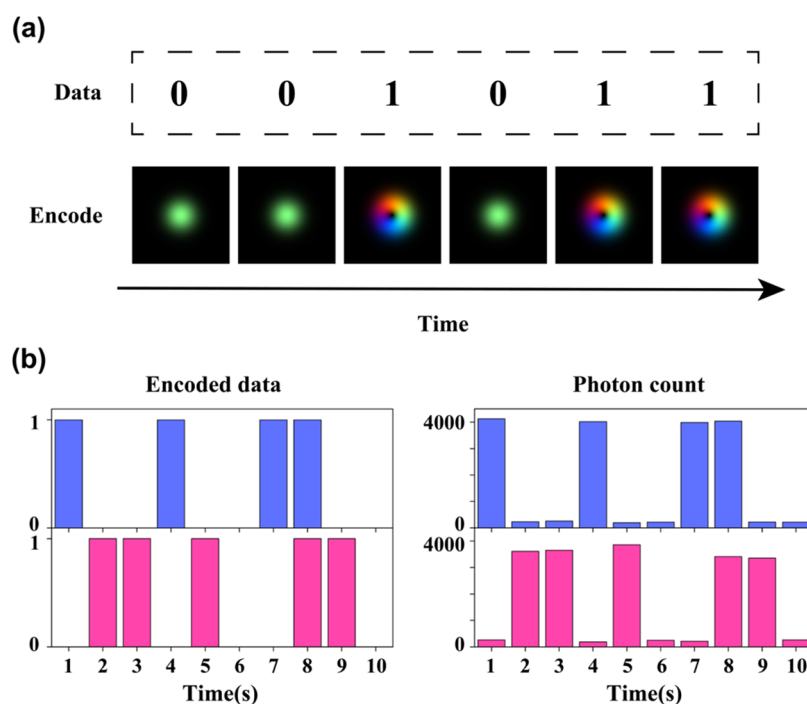 (a)
Data 0 0 1 0 1 1
Encode
Time
(b)
Encoded data
1
0
1
0
1 2 3 4 5 6 7 8 9 10
Time(s)
Photon count
4000
0
4000
0
1 2 3 4 5 6 7 8 9 10
Time(s)